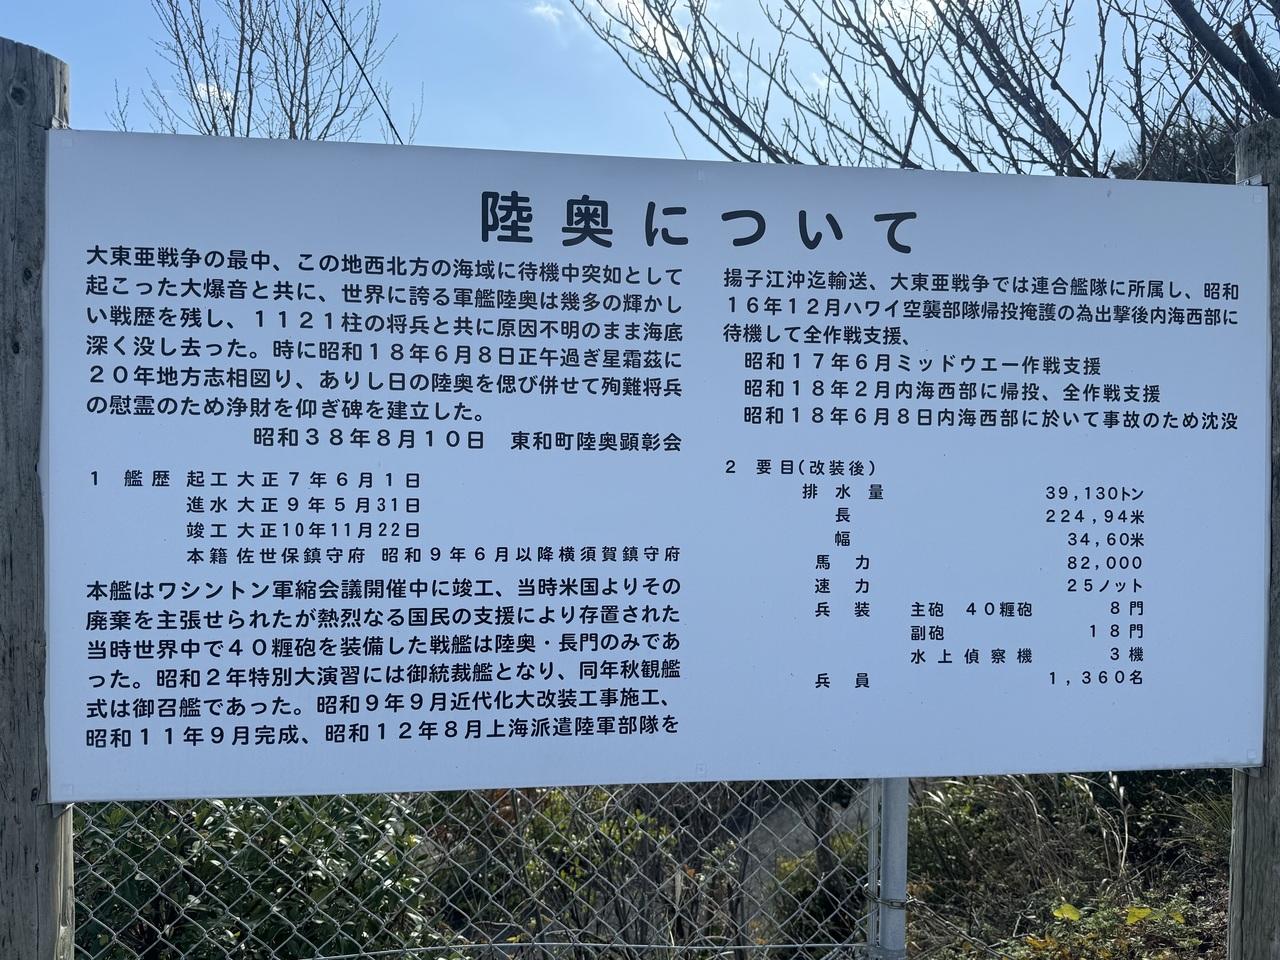 陸奥について
大東亜戦争の最中、この地西北方の海域に待機中突如として
起こった大爆音と共に、世界に誇る軍艦陸奥は幾多の輝かし
い戦歴を残し、１１２１柱の将兵と共に原因不明のまま海底
深く没し去った。時に昭和１８年６月８日正午過ぎ星霜茲に
２０年地方志相図り、ありし日の陸奥を偲び併せて殉難将兵
の慰霊のため浄財を仰ぎ碑を建立した。
昭和３８年８月１０日　東和町陸奥顕彰会
１　艦歴　起工 大正７年６月１日
進水 大正９年５月31日
竣工 大正10年11月22日
本籍 佐世保鎮守府　昭和９年６月以降横須賀鎮守府
本艦はワシントン軍縮会議開催中に竣工、当時米国よりその
廃棄を主張せられたが熱烈なる国民の支援により存置された
当時世界中で４０糎砲を装備した戦艦は陸奥・長門のみであ
った。昭和２年特別大演習には御統裁艦となり、同年秋観艦
式は御召艦であった。昭和９年９月近代化大改装工事施工、
昭和１１年９月完成、昭和１２年８月上海派遣陸軍部隊を
揚子江沖迄輸送、大東亜戦争では連合艦隊に所属し、昭和
１６年１２月ハワイ空襲部隊帰投掩護の為出撃後内海西部に
待機して全作戦支援、
昭和１７年６月ミッドウエー作戦支援
昭和１８年２月内海西部に帰投、全作戦支援
昭和１８年６月８日内海西部に於いて事故のため沈没
２　要目(改装後)
排水量　39,130トン
長　224,94米
幅　34,60米
馬力　82,000
速力　25ノット
兵装　主砲　４０糎砲　８門
副砲　１８門
水上偵察機　３機
兵員　１,３６０名